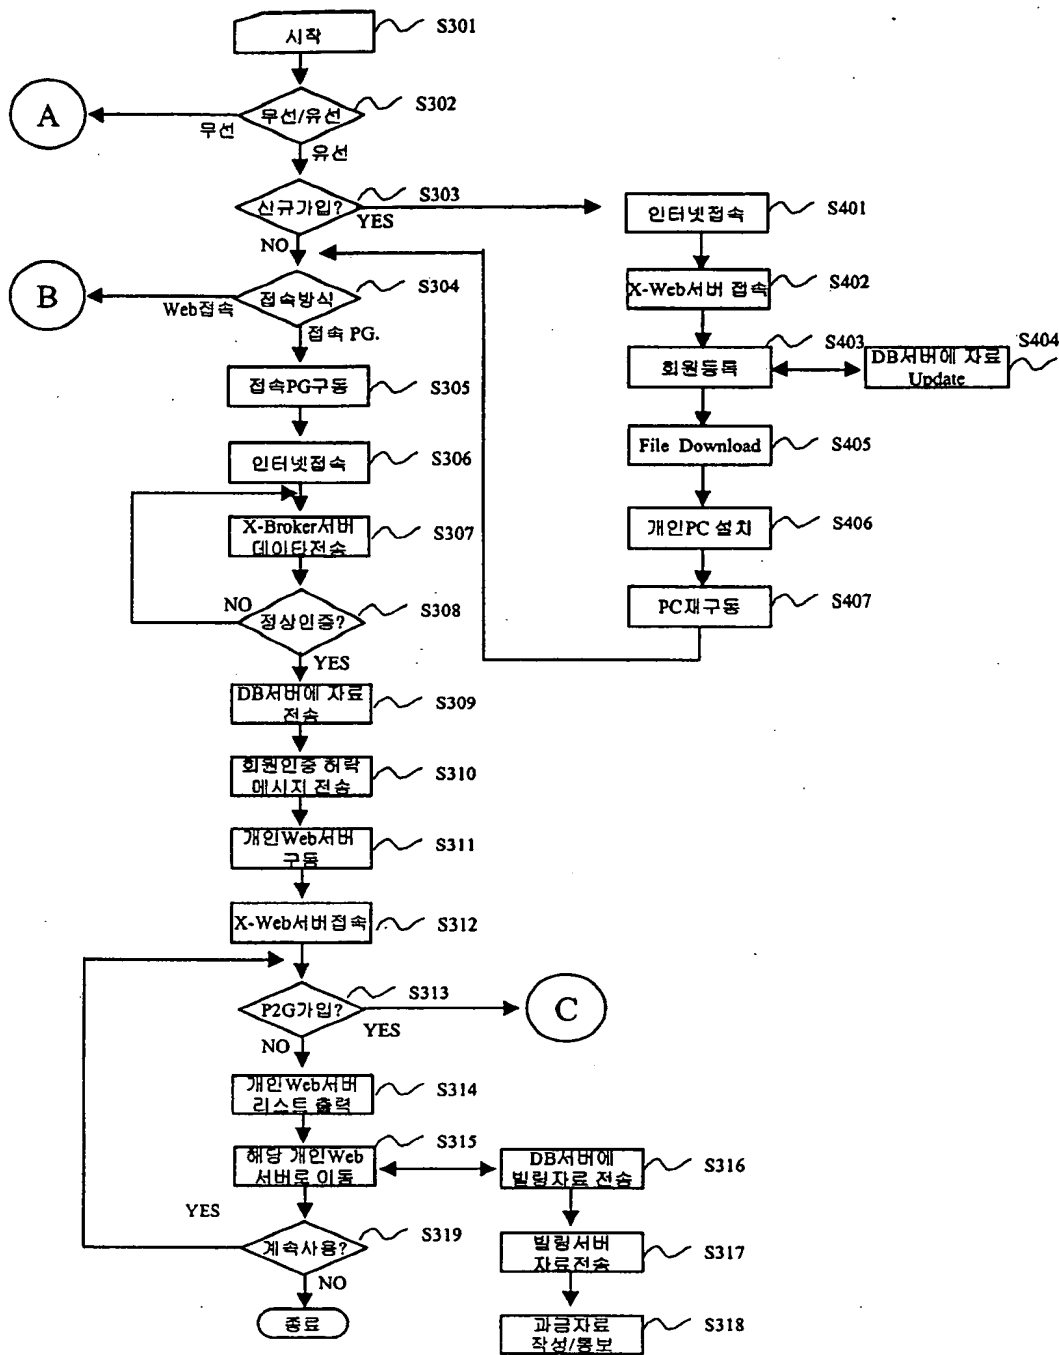 시작
S301
A
무선
무선/유선
S302
유선
신규가입?
S303
YES
NO
인터넷접속
S401
X-Web서버 접속
S402
B
Web접속
접속방식
S304
접속 PG.
회원등록
S403
DB서버에 자료
Update
S404
접속PG구동
S305
File Download
S405
인터넷접속
S306
개인PC 설치
S406
X-Broker서버
데이타전송
S307
PC재구동
S407
NO
정상인증?
S308
YES
DB서버에 자료
전송
S309
회원인증 허락
메시지 전송
S310
개인Web서버
구동
S311
X-Web서버접속
S312
P2G가입?
S313
YES
C
NO
개인Web서버
리스트 출력
S314
해당 개인Web
서버로 이동
S315
DB서버에
빌링자료 전송
S316
YES
계속사용?
S319
NO
빌링서버
자료전송
S317
종료
과금자료
작성/통보
S318